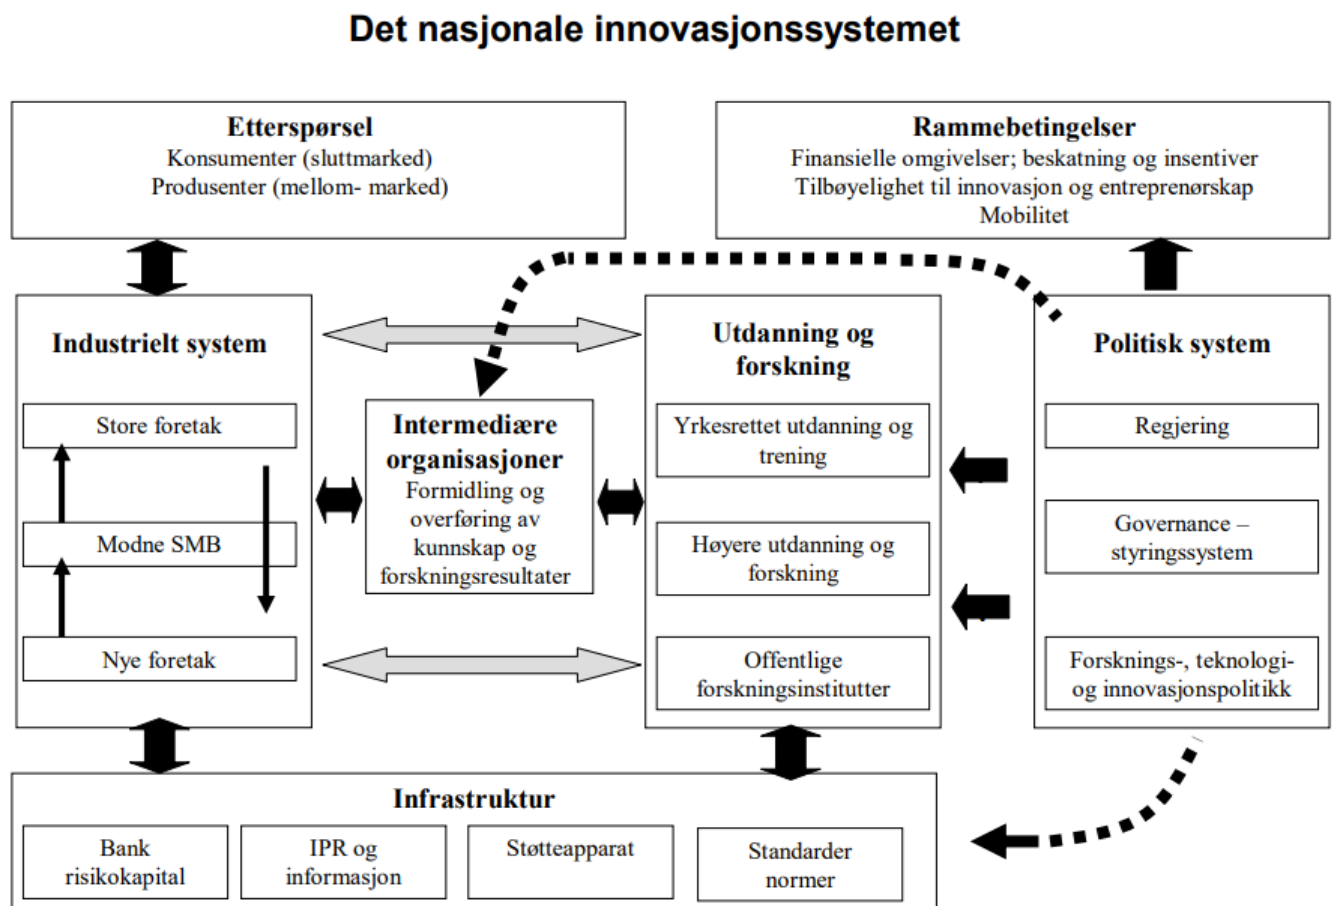 Det nasjonale innovasjonssystemet
Etterspørsel
Konsumenter (sluttmarked)
Produsenter (mellom- marked)
Rammebetingelser
Finansielle omgivelser; beskatning og insentiver
Tilbøyelighet til innovasjon og entreprenørskap
Mobilitet
Industrielt system
Store foretak
Modne SMB
Nye foretak
Intermediære
organisasjoner
Formidling og
overføring av
kunnskap og
forskningsresultater
Utdanning og
forskning
Yrkesrettet utdanning og
trening
Høyere utdanning og
forskning
Offentlige
forskningsinstitutter
Politisk system
Regjering
Governance –
styringssystem
Forsknings-, teknologi-
og innovasjonspolitikk
Infrastruktur
Bank
risikokapital
IPR og
informasjon
Støtteapparat
Standarder
normer